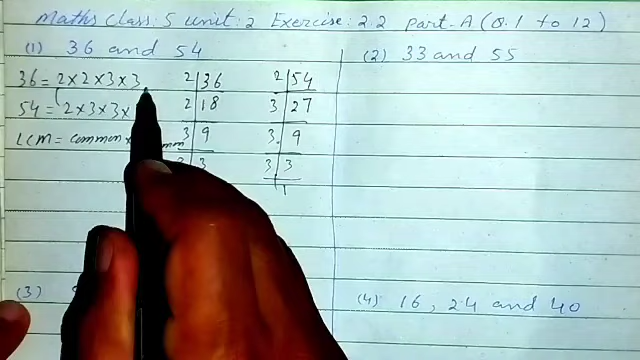 Maths Class: 5 unit: 2 Exercise: 2.2 part-A (Q.1 to 12)
(1) 36 and 54
36 = 2 x 2 x 3 x 3
54 = 2 x 3 x 3 x
LCM = common x
2 | 36
2 | 18
3 | 9
3 | 3
2 | 54
3 | 27
3 | 9
3 | 3
1
(2) 33 and 55
(3)
(4) 16, 24 and 40